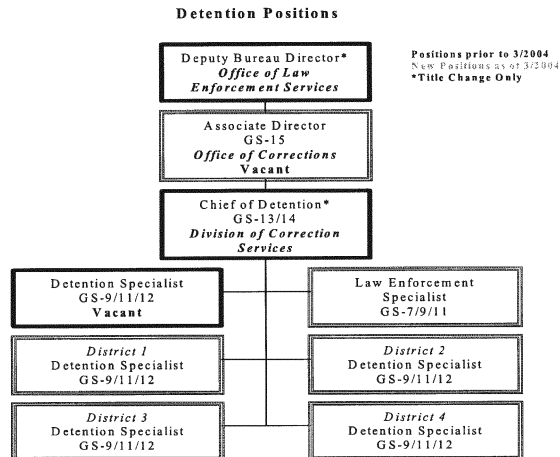 Detention Positions
Positions prior to 3/2004
New Positions as of 3/2004
*Title Change Only
Deputy Bureau Director*
Office of Law
Enforcement Services
Associate Director
GS-15
Office of Corrections
Vacant
Chief of Detention*
GS-13/14
Division of Correction
Services
Detention Specialist
GS-9/11/12
Vacant
Law Enforcement
Specialist
GS-7/9/11
District 1
Detention Specialist
GS-9/11/12
District 2
Detention Specialist
GS-9/11/12
District 3
Detention Specialist
GS-9/11/12
District 4
Detention Specialist
GS-9/11/12